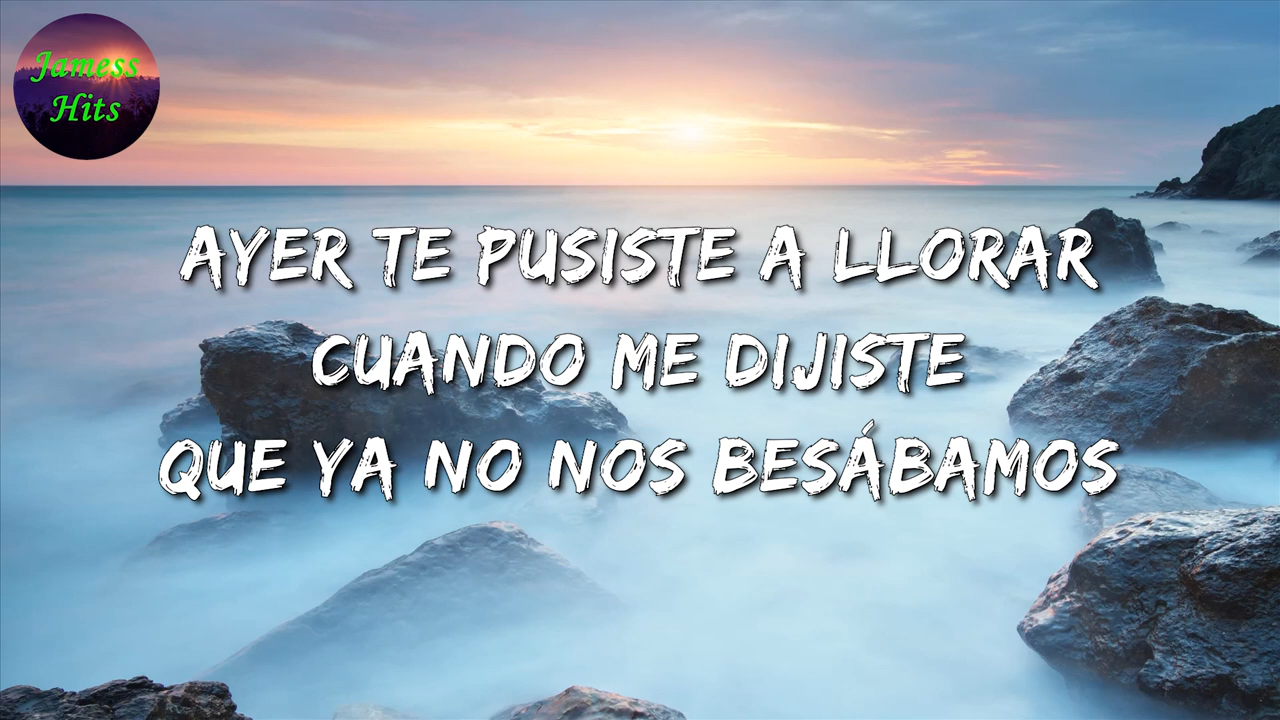 Jamess
Hits
AYER TE PUSISTE A LLORAR
CUANDO ME DIJISTE
QUE YA NO NOS BESÁBAMOS